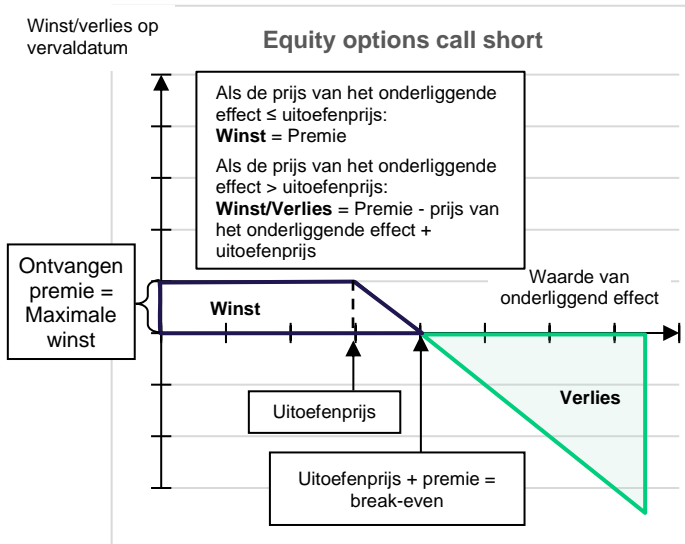 Winst/verlies op
vervaldatum
Equity options call short
Als de prijs van het onderliggende
effect ≤ uitoefenprijs:
Winst = Premie
Als de prijs van het onderliggende
effect > uitoefenprijs:
Winst/Verlies = Premie - prijs van
het onderliggende effect +
uitoefenprijs
Ontvangen
premie =
Maximale
winst
Winst
Waarde van
onderliggend effect
Uitoefenprijs
Verlies
Uitoefenprijs + premie =
break-even